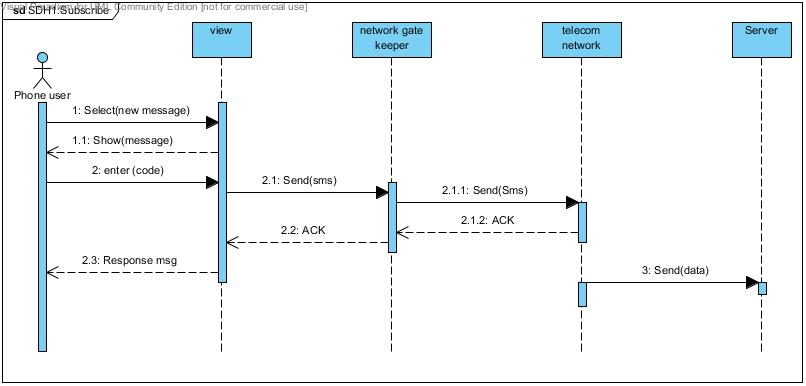 Visual Paradigm for UML Community Edition [not for commercial use]
sd SDH1.Subscribe
view
network gate
keeper
telecom
network
Server
Phone user
1: Select(new message)
1.1: Show(message)
2: enter (code)
2.1: Send(sms)
2.1.1: Send(Sms)
2.1.2: ACK
2.2: ACK
2.3: Response msg
3: Send(data)